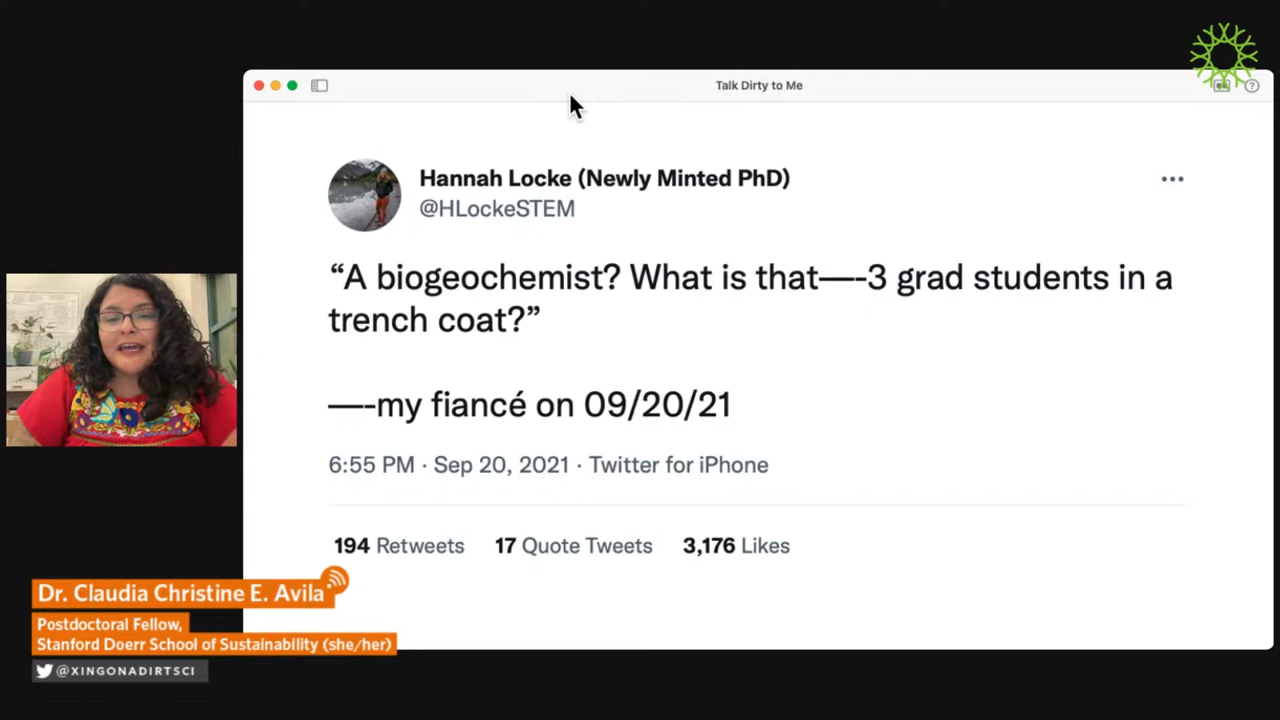 Talk Dirty to Me
Hannah Locke (Newly Minted PhD)
@HLockeSTEM
“A biogeochemist? What is that—-3 grad students in a
trench coat?”
—-my fiancé on 09/20/21
6:55 PM · Sep 20, 2021 · Twitter for iPhone
194 Retweets 17 Quote Tweets 3,176 Likes
Dr. Claudia Christine E. Avila
Postdoctoral Fellow,
Stanford Doerr School of Sustainability (she/her)
@XINGONADIRTSCI